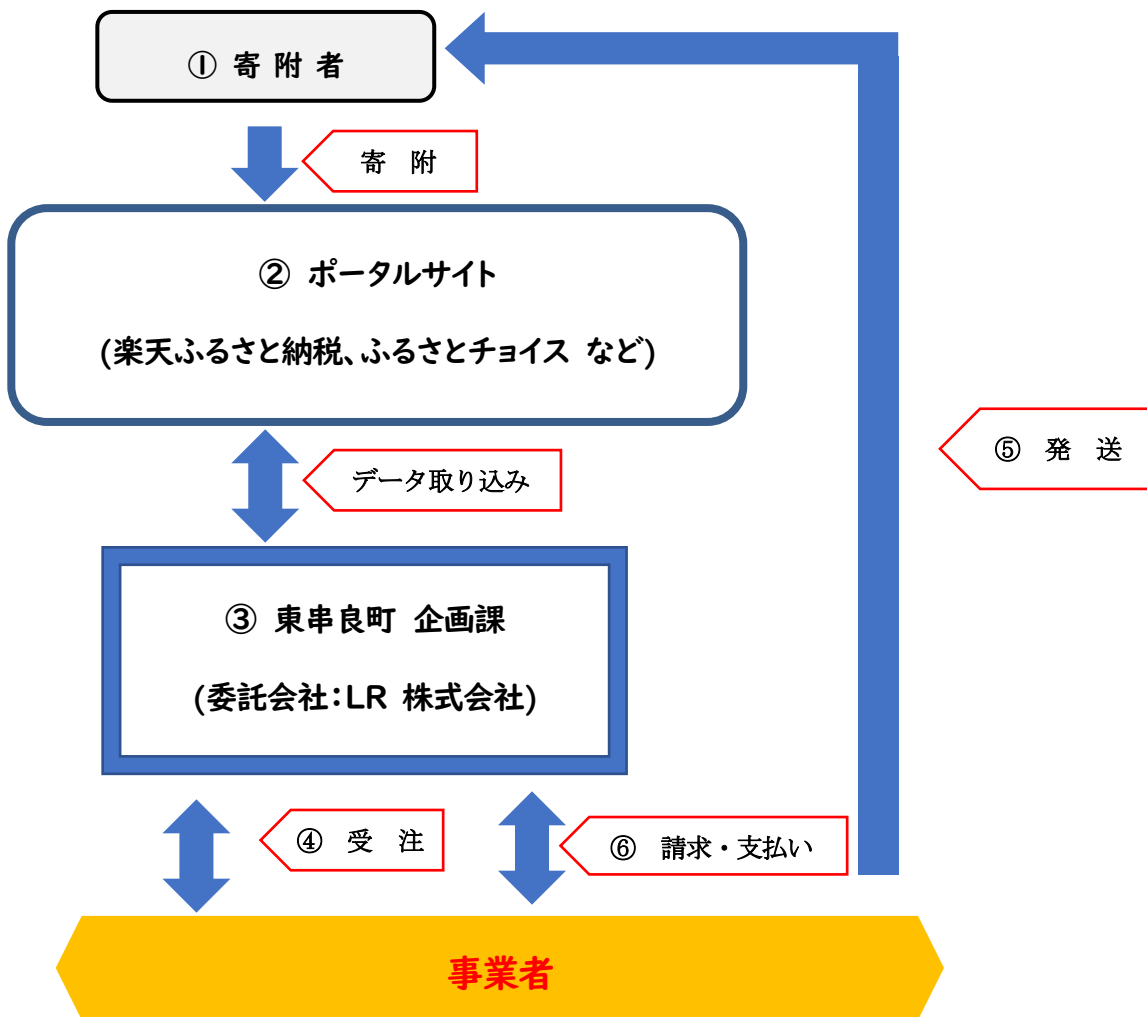 ① 寄 附 者
寄 附
② ポータルサイト
(楽天ふるさと納税、ふるさとチョイス など)
データ取り込み
⑤ 発 送
③ 東串良町 企画課
(委託会社：LR 株式会社)
④ 受 注
⑥ 請求・支払い
事業者